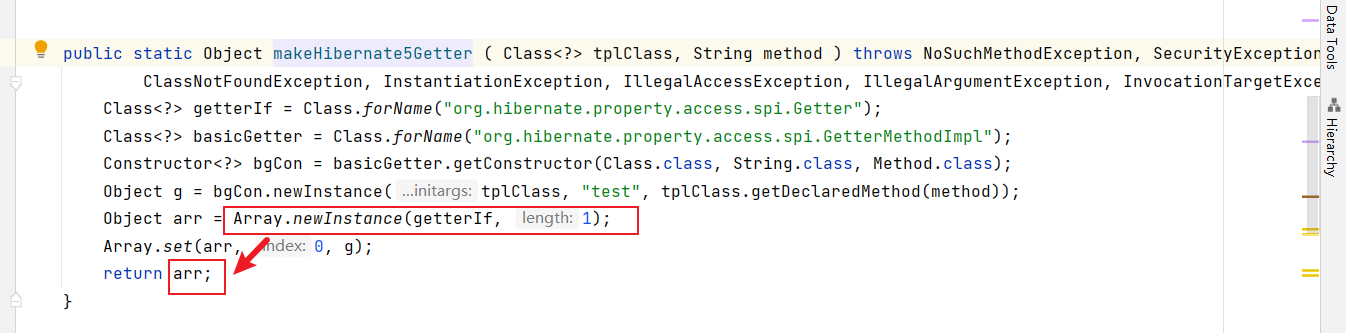 public static Object makeHibernate5Getter ( Class<?> tplClass, String method ) throws NoSuchMethodException, SecurityException
ClassNotFoundException, InstantiationException, IllegalAccessException, IllegalArgumentException, InvocationTargetExce
Class<?> getterIf = Class.forName("org.hibernate.property.access.spi.Getter");
Class<?> basicGetter = Class.forName("org.hibernate.property.access.spi.GetterMethodImpl");
Constructor<?> bgCon = basicGetter.getConstructor(Class.class, String.class, Method.class);
Object g = bgCon.newInstance( ...initargs: tplClass, "test", tplClass.getDeclaredMethod(method));
Object arr = Array.newInstance(getterIf, length: 1);
Array.set(arr, index: 0, g);
return arr;
}
Data Tools
Hierarchy